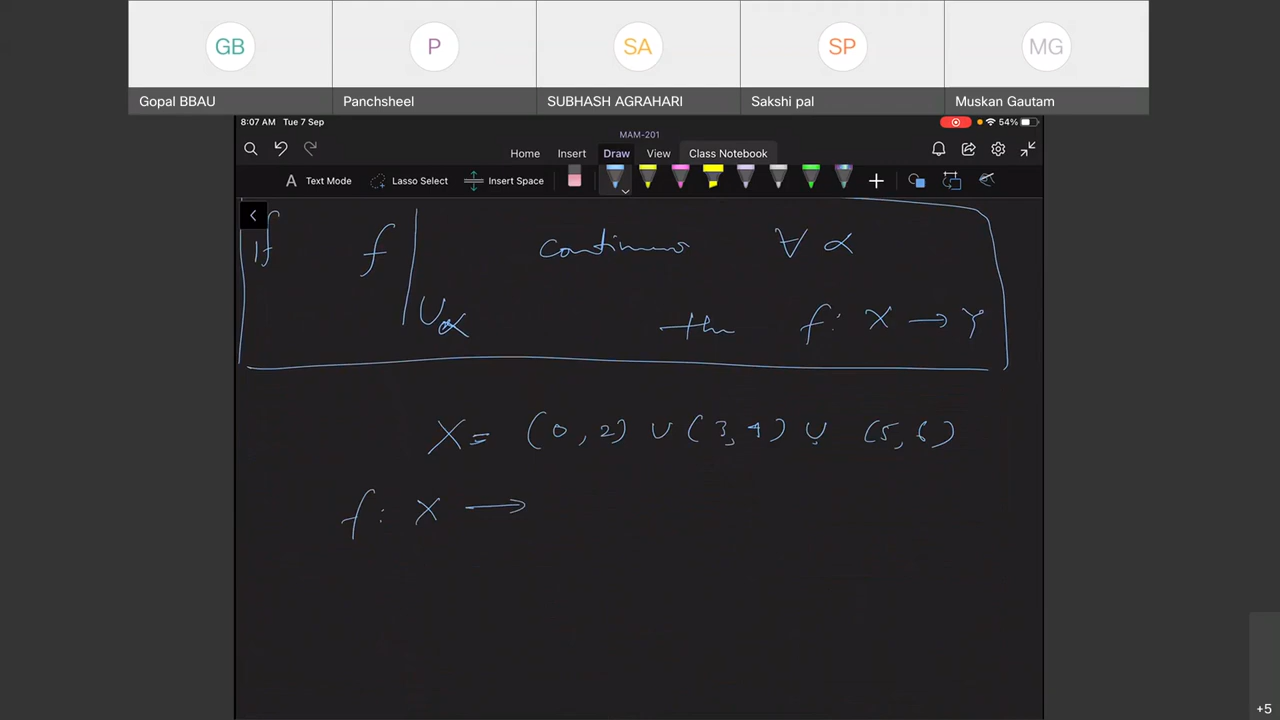 GB P SA SP MG
Gopal BBAU Panchsheel SUBHASH AGRAHARI Sakshi pal Muskan Gautam
8:07 AM Tue 7 Sep 54%
MAM-201
Home Insert Draw View Class Notebook
Text Mode Lasso Select Insert Space
If f| continuous ∀ α
Uα
then f: X → Y
X = (0, 2) ∪ (3, 4) ∪ (5, 6)
f: X →
+5